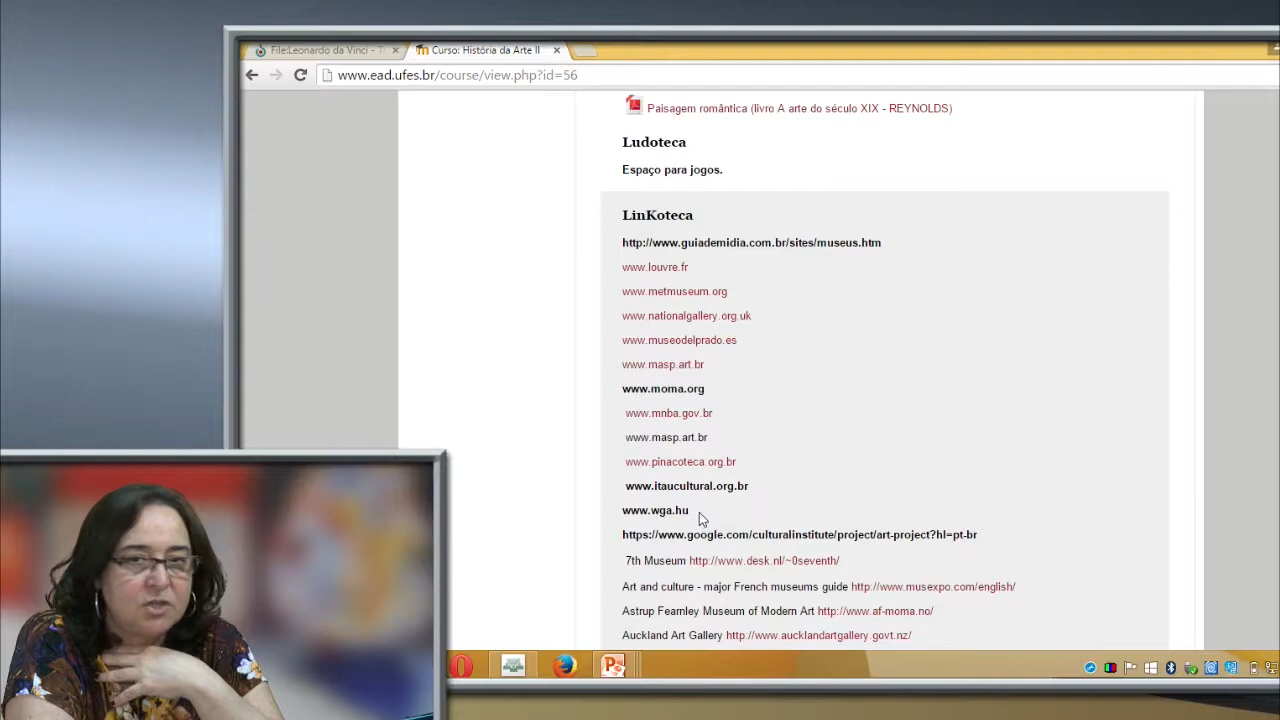 File:Leonardo da Vinci - T
Curso: História da Arte II
www.ead.ufes.br/course/view.php?id=56
Paisagem romântica (livro A arte do século XIX - REYNOLDS)
Ludoteca
Espaço para jogos.
LinKoteca
http://www.guiademidia.com.br/sites/museus.htm
www.louvre.fr
www.metmuseum.org
www.nationalgallery.org.uk
www.museodelprado.es
www.masp.art.br
www.moma.org
www.mnba.gov.br
www.masp.art.br
www.pinacoteca.org.br
www.itaucultural.org.br
www.wga.hu
https://www.google.com/culturalinstitute/project/art-project?hl=pt-br
7th Museum http://www.desk.nl/~0seventh/
Art and culture - major French museums guide http://www.musexpo.com/english/
Astrup Fearnley Museum of Modern Art http://www.af-moma.no/
Auckland Art Gallery http://www.aucklandartgallery.govt.nz/